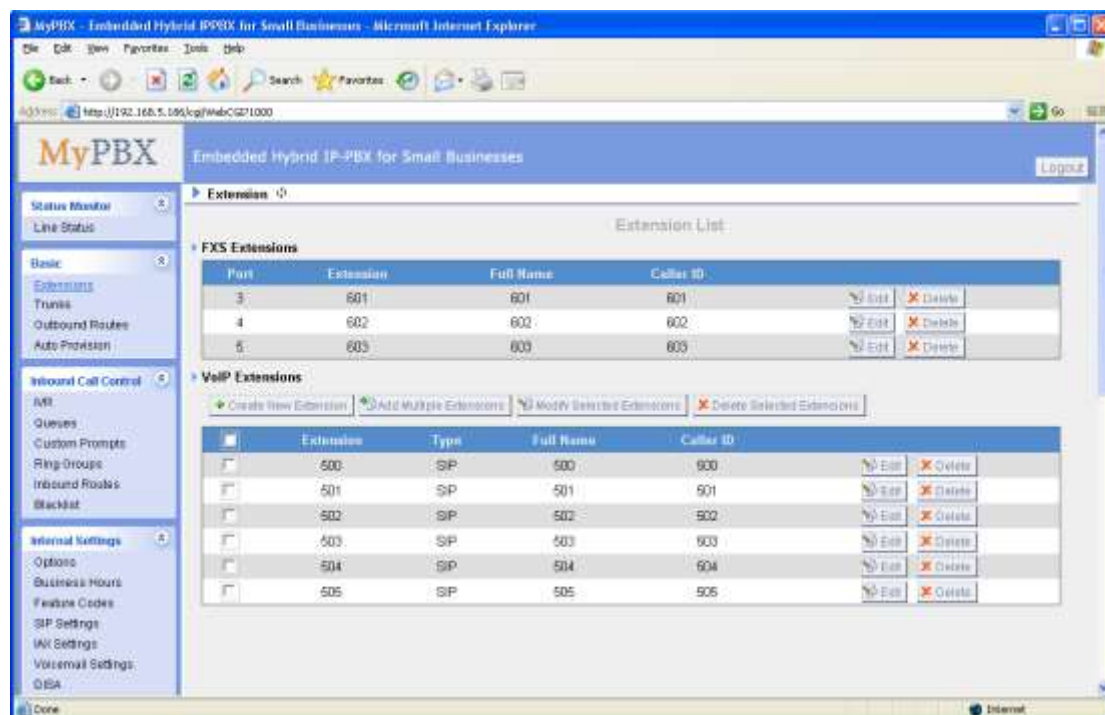 MyPBX - Embedded Hybrid IPPBX for Small Businesses - Microsoft Internet Explorer
File Edit View Favorites Tools Help
Back Search Favorites
Address http://192.168.5.186/cgi/WebCGI?1000 Go
MyPBX
Embedded Hybrid IP-PBX for Small Businesses
Logout
Status Monitor
Line Status
Basic
Extensions
Trunks
Outbound Routes
Auto Provision
Inbound Call Control
IVR
Queues
Custom Prompts
Ring Groups
Inbound Routes
Blacklist
Internal Settings
Options
Business Hours
Feature Codes
SIP Settings
IAX Settings
Voicemail Settings
DISA
Extension
Extension List
FXS Extensions
Port Extension Full Name Caller ID
3 601 601 601 Edit Delete
4 602 602 602 Edit Delete
5 603 603 603 Edit Delete
VoIP Extensions
Create New Extension Add Multiple Extensions Modify Selected Extensions Delete Selected Extensions
Extension Type Full Name Caller ID
500 SIP 500 500 Edit Delete
501 SIP 501 501 Edit Delete
502 SIP 502 502 Edit Delete
503 SIP 503 503 Edit Delete
504 SIP 504 504 Edit Delete
505 SIP 505 505 Edit Delete
Done Internet